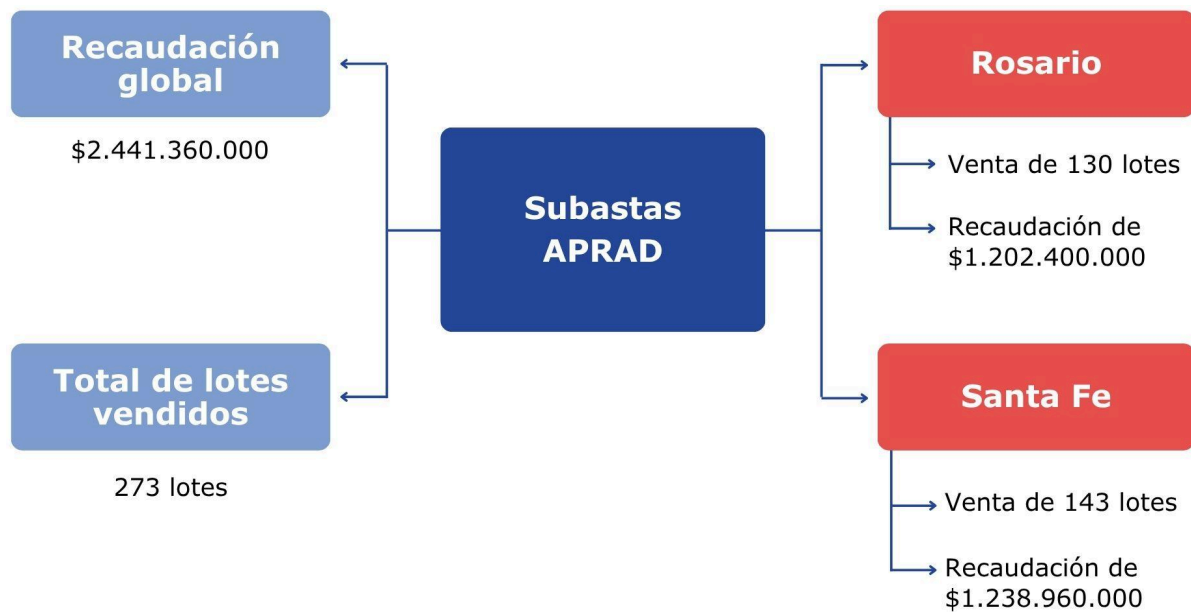 Recaudación
global
$2.441.360.000
Total de lotes
vendidos
273 lotes
Subastas
APRAD
Rosario
Venta de 130 lotes
Recaudación de
$1.202.400.000
Santa Fe
Venta de 143 lotes
Recaudación de
$1.238.960.000